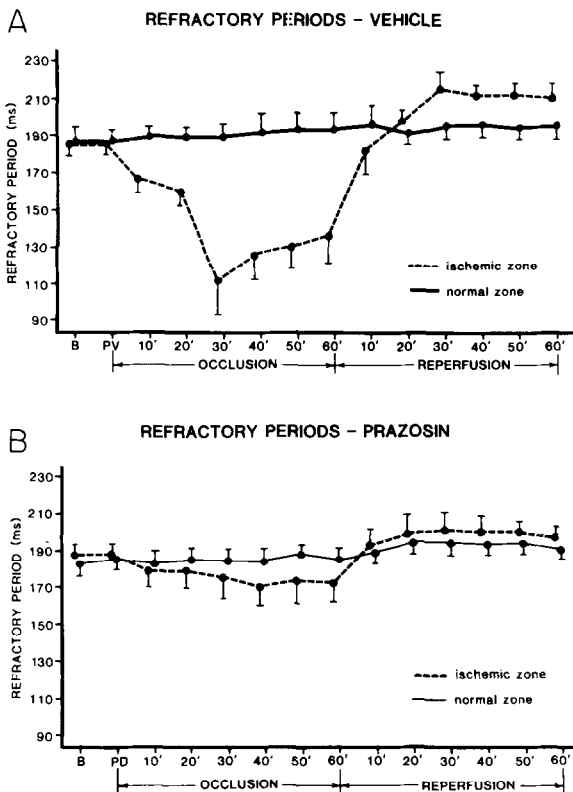 A
REFRACTORY PERIODS - VEHICLE
REFRACTORY PERIOD (ms)
230
210
190
170
150
130
110
90
ischemic zone
normal zone
B PV 10' 20' 30' 40' 50' 60' 10' 20' 30' 40' 50' 60'
OCCLUSION REPERFUSION
B
REFRACTORY PERIODS - PRAZOSIN
REFRACTORY PERIOD (ms)
230
210
190
170
150
130
110
90
ischemic zone
normal zone
B PD 10' 20' 30' 40' 50' 60' 10' 20' 30' 40' 50' 60'
OCCLUSION REPERFUSION